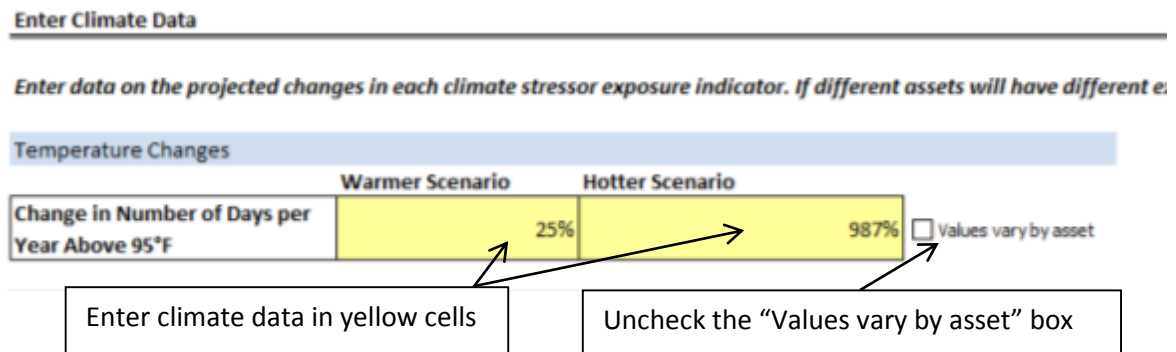 Enter Climate Data
Enter data on the projected changes in each climate stressor exposure indicator. If different assets will have different e
Temperature Changes
Warmer Scenario Hotter Scenario
Change in Number of Days per
Year Above 95°F
25% 987% Values vary by asset
Enter climate data in yellow cells
Uncheck the “Values vary by asset” box